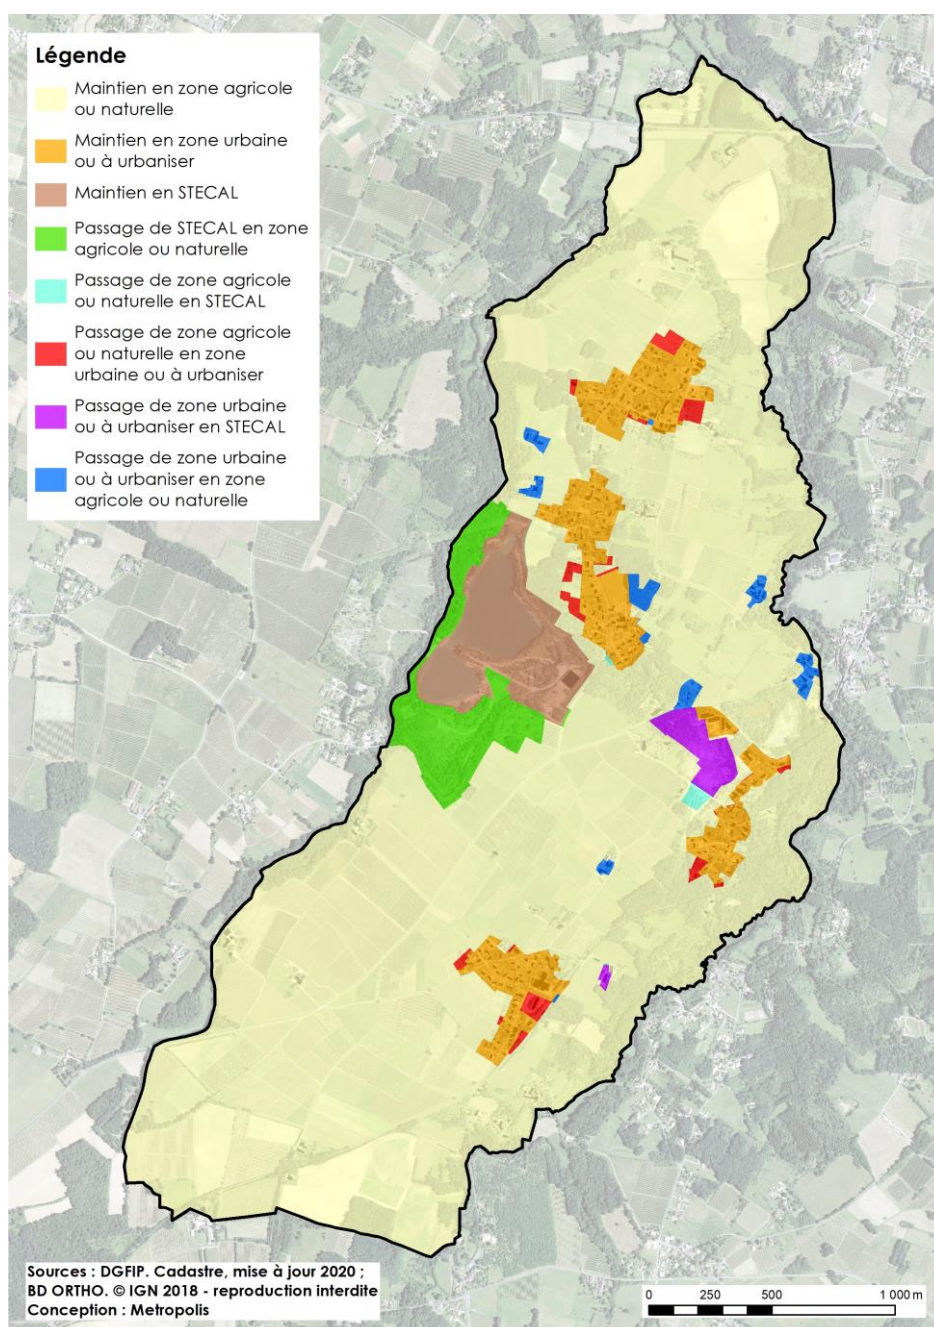 Légende
Maintien en zone agricole
ou naturelle
Maintien en zone urbaine
ou à urbaniser
Maintien en STECAL
Passage de STECAL en zone
agricole ou naturelle
Passage de zone agricole
ou naturelle en STECAL
Passage de zone agricole
ou naturelle en zone
urbaine ou à urbaniser
Passage de zone urbaine
ou à urbaniser en STECAL
Passage de zone urbaine
ou à urbaniser en zone
agricole ou naturelle
Sources : DGFIP. Cadastre, mise à jour 2020 ;
BD ORTHO. © IGN 2018 - reproduction interdite
Conception : Metropolis
0 250 500 1 000 m